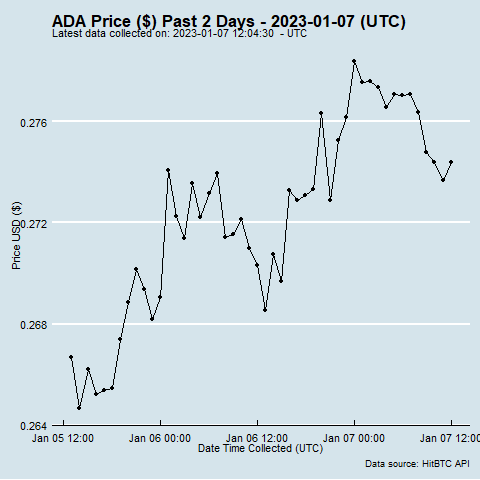 ADA Price ($) Past 2 Days - 2023-01-07 (UTC)
Latest data collected on: 2023-01-07 12:04:30  - UTC
0.276
0.272
0.268
0.264
Price USD ($)
Jan 05 12:00
Jan 06 00:00
Jan 06 12:00
Jan 07 00:00
Jan 07 12:00
Date Time Collected (UTC)
Data source: HitBTC API